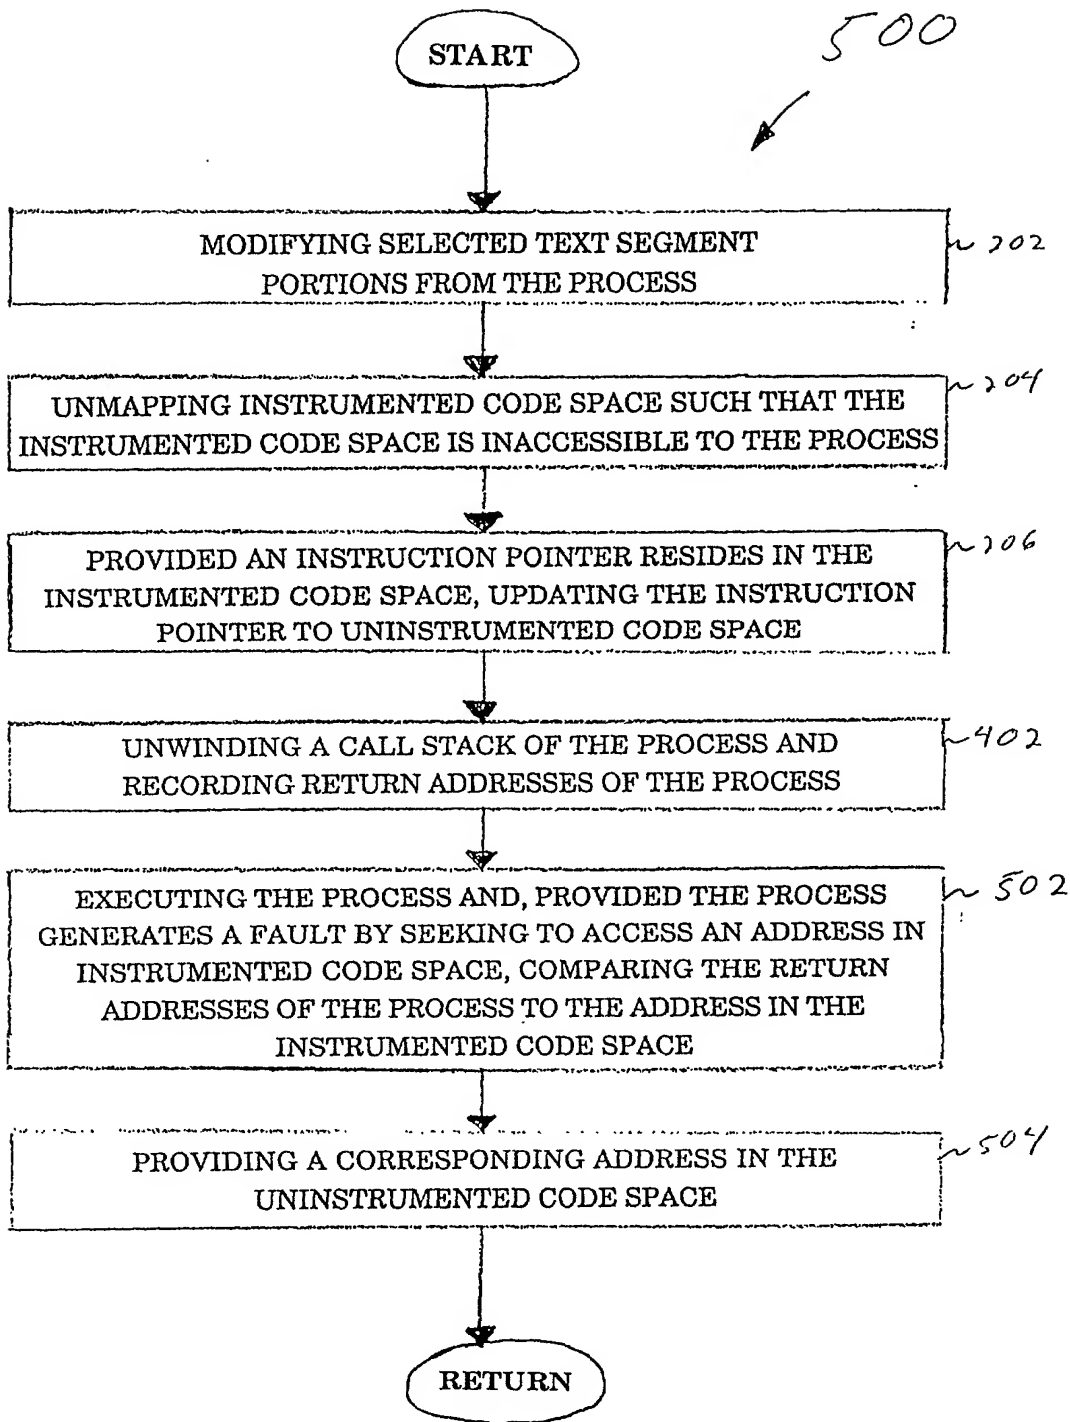 START
500
MODIFYING SELECTED TEXT SEGMENT
PORTIONS FROM THE PROCESS
202
UNMAPPING INSTRUMENTED CODE SPACE SUCH THAT THE
INSTRUMENTED CODE SPACE IS INACCESSIBLE TO THE PROCESS
204
PROVIDED AN INSTRUCTION POINTER RESIDES IN THE
INSTRUMENTED CODE SPACE, UPDATING THE INSTRUCTION
POINTER TO UNINSTRUMENTED CODE SPACE
206
UNWINDING A CALL STACK OF THE PROCESS AND
RECORDING RETURN ADDRESSES OF THE PROCESS
402
EXECUTING THE PROCESS AND, PROVIDED THE PROCESS
GENERATES A FAULT BY SEEKING TO ACCESS AN ADDRESS IN
INSTRUMENTED CODE SPACE, COMPARING THE RETURN
ADDRESSES OF THE PROCESS TO THE ADDRESS IN THE
INSTRUMENTED CODE SPACE
502
PROVIDING A CORRESPONDING ADDRESS IN THE
UNINSTRUMENTED CODE SPACE
504
RETURN